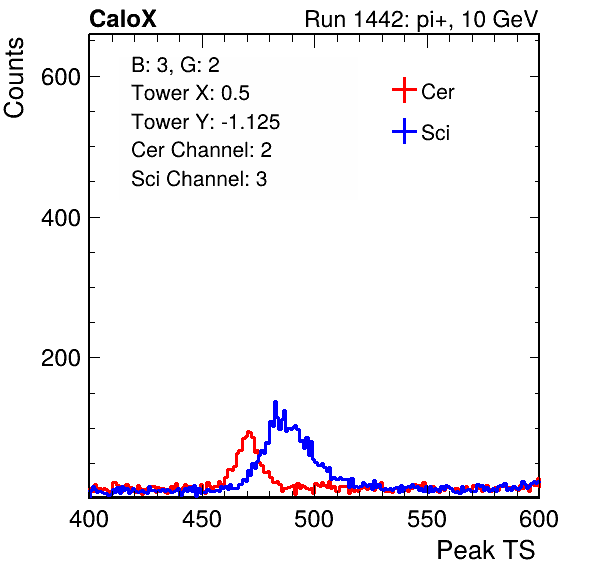 CaloX Run 1442: pi+, 10 GeV
Counts
B: 3, G: 2
Tower X: 0.5
Tower Y: -1.125
Cer Channel: 2
Sci Channel: 3
Cer
Sci
600
400
200
400 450 500 550 600
Peak TS